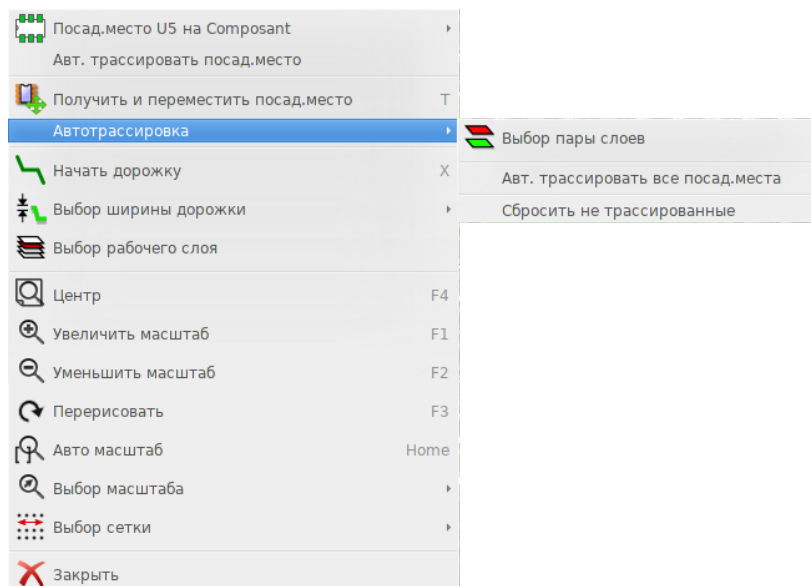 Посад.место U5 на Composant
Авт. трассировать посад.место
Получить и переместить посад.место T
Автотрассировка
Выбор пары слоев
Начать дорожку X
Авт. трассировать все посад.места
Выбор ширины дорожки
Сбросить не трассированные
Выбор рабочего слоя
Центр F4
Увеличить масштаб F1
Уменьшить масштаб F2
Перерисовать F3
Авто масштаб Home
Выбор масштаба
Выбор сетки
Закрыть